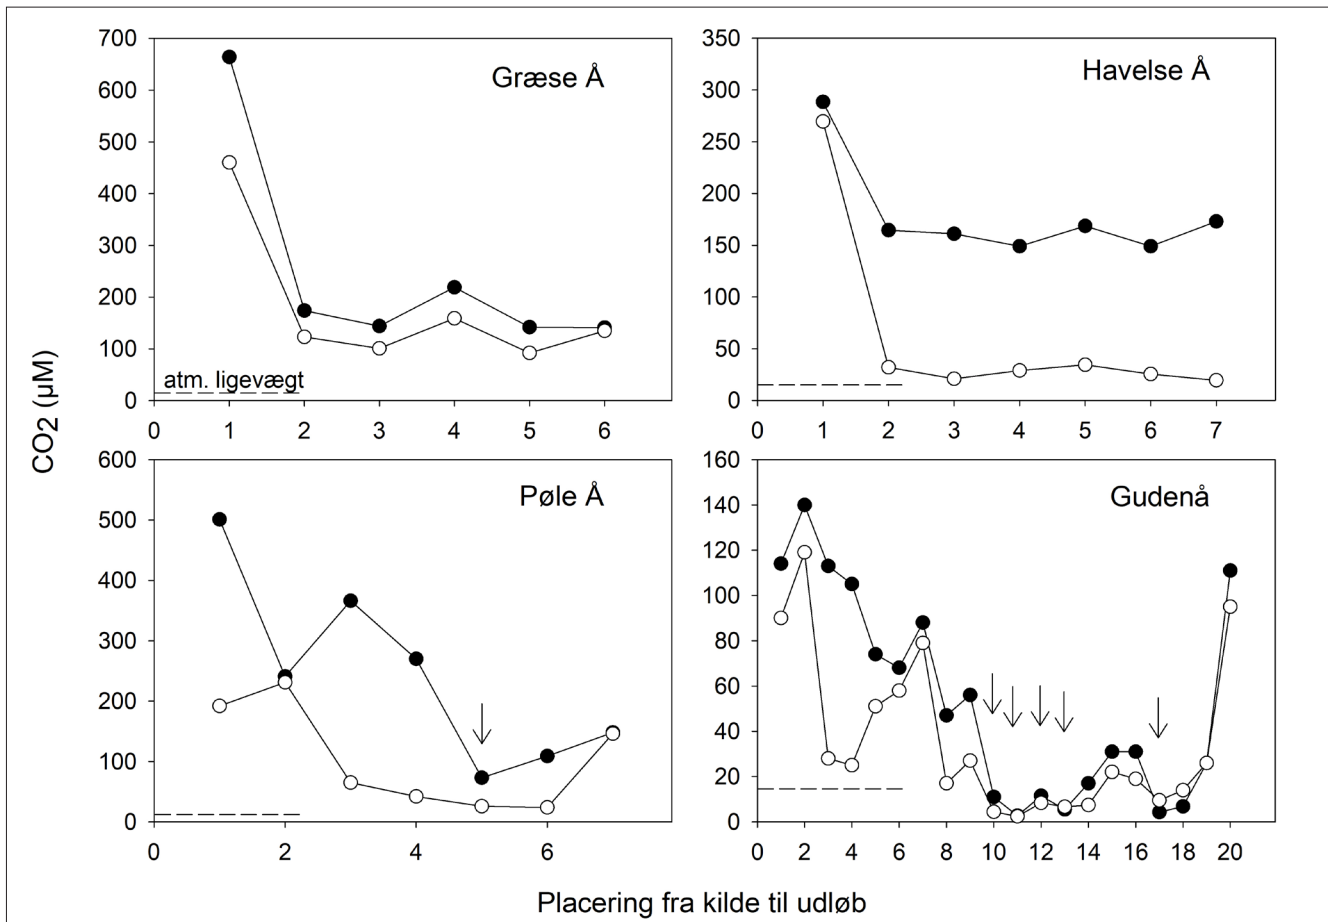 CO2 (µM)
Græse Å
700
600
500
400
300
200
100
0
atm. ligevægt
0 1 2 3 4 5 6
Havelse Å
350
300
250
200
150
100
50
0
0 1 2 3 4 5 6 7
Pøle Å
600
500
400
300
200
100
0
0 2 4 6
Gudenå
160
140
120
100
80
60
40
20
0
0 2 4 6 8 10 12 14 16 18 20
Placering fra kilde til udløb